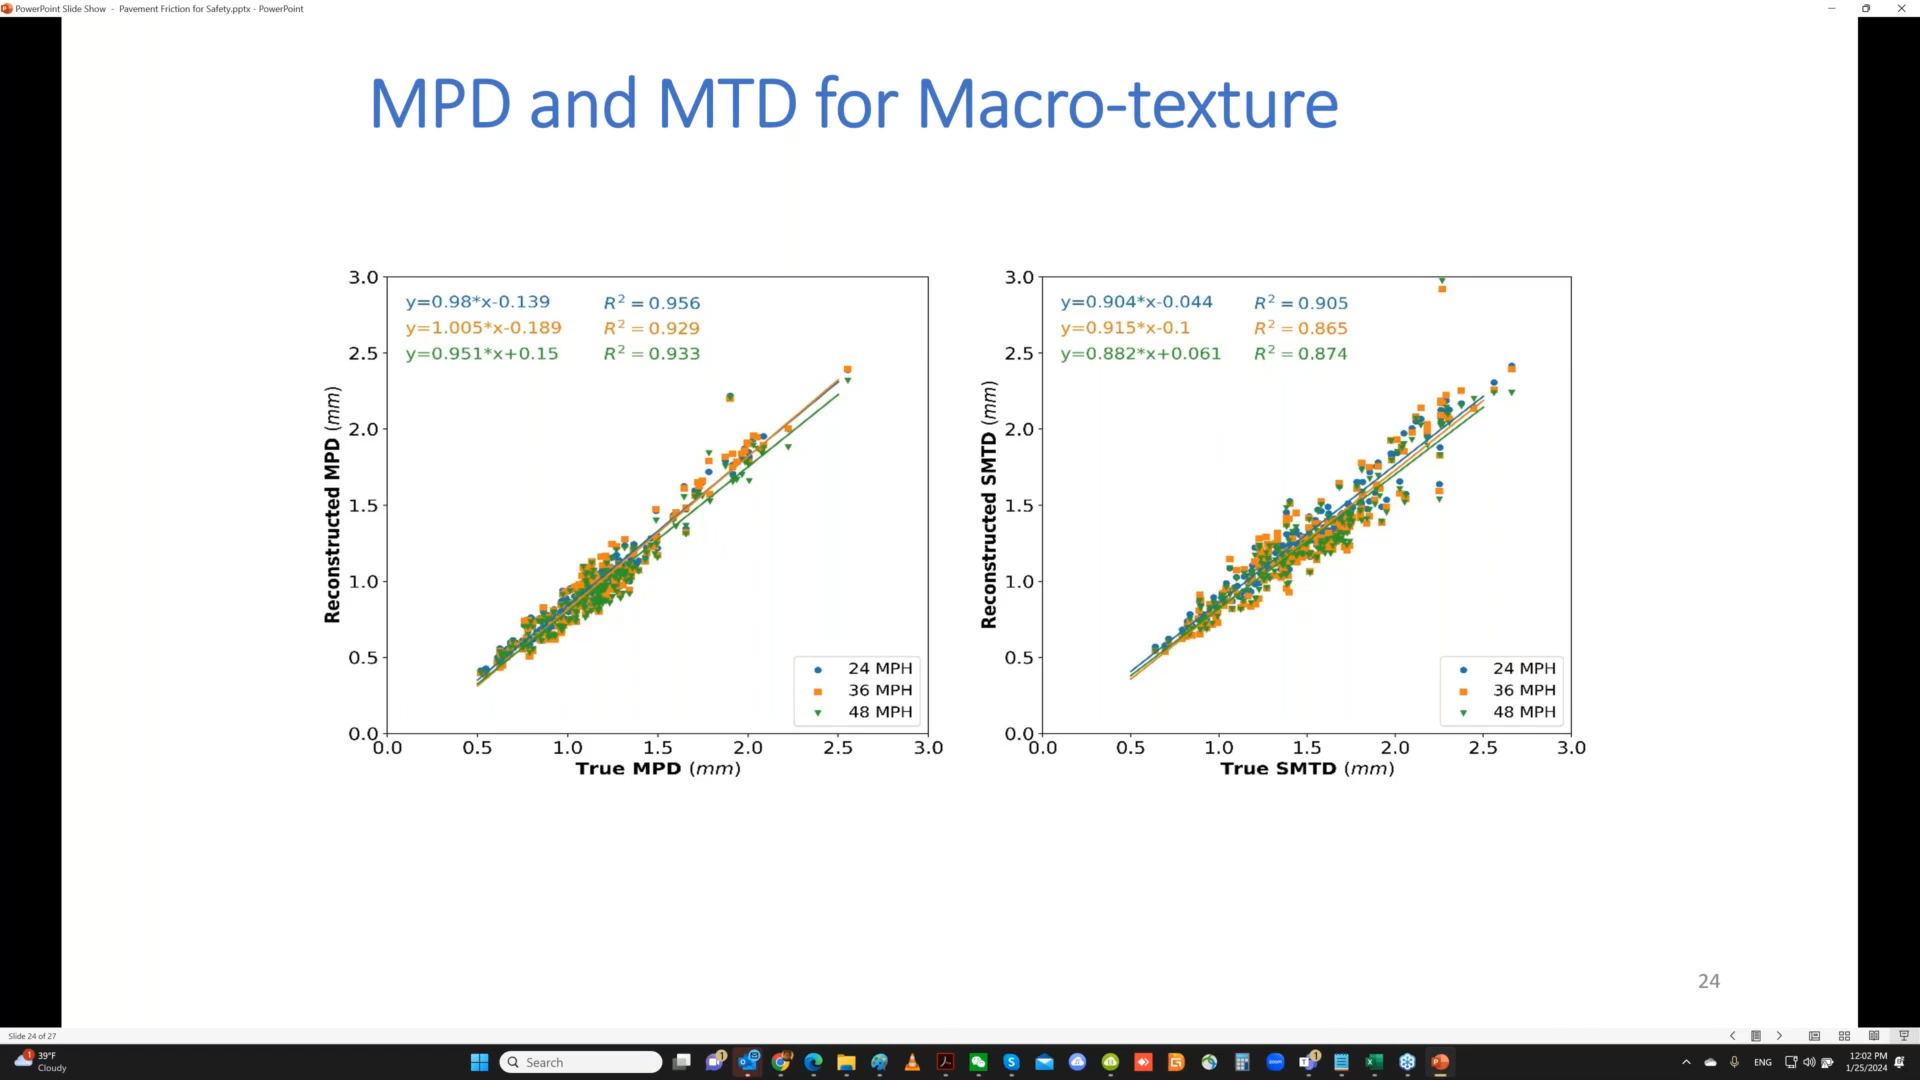 PowerPoint Slide Show - Pavement Friction for Safety.pptx - PowerPoint
MPD and MTD for Macro-texture
3.0
2.5
2.0
1.5
1.0
0.5
0.0
Reconstructed MPD (mm)
y=0.98*x-0.139 R² = 0.956
y=1.005*x-0.189 R² = 0.929
y=0.951*x+0.15 R² = 0.933
24 MPH
36 MPH
48 MPH
0.0 0.5 1.0 1.5 2.0 2.5 3.0
True MPD (mm)
3.0
2.5
2.0
1.5
1.0
0.5
0.0
Reconstructed SMTD (mm)
y=0.904*x-0.044 R² = 0.905
y=0.915*x-0.1 R² = 0.865
y=0.882*x+0.061 R² = 0.874
24 MPH
36 MPH
48 MPH
0.0 0.5 1.0 1.5 2.0 2.5 3.0
True SMTD (mm)
24
Slide 24 of 27
1
39°F
Cloudy
Search
ENG
12:02 PM
1/25/2024